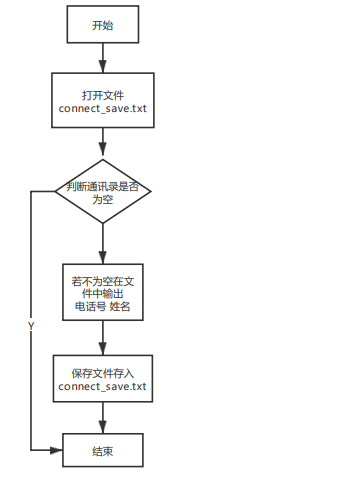 开始
打开文件
connect_save.txt
判断通讯录是否
为空
若不为空在文
件中输出
电话号 姓名
Y
保存文件存入
connect_save.txt
结束